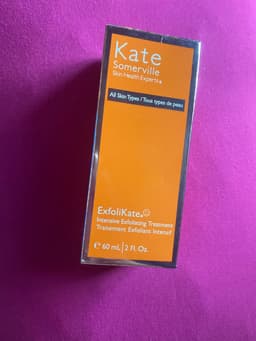 Kate
Somerville
Skin Health Experts
All Skin Types / Tous types de peau
ExfoliKate
Intensive Exfoliating Treatment
Traitement Exfoliant Intensif
℮ 60 mL | 2 Fl. Oz.